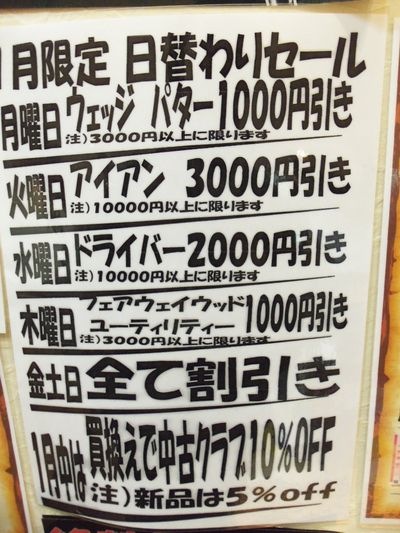 1月限定 日替わりセール
月曜日 ウェッジ パター1000円引き
注)3000円以上に限ります
火曜日 アイアン 3000円引き
注)10000円以上に限ります
水曜日 ドライバー2000円引き
注)10000円以上に限ります
木曜日 フェアウェイウッド
ユーティリティー 1000円引き
注)3000円以上に限ります
金土日 全て割引き
1月中は 買換えで中古クラブ10%OFF
注)新品は5%off